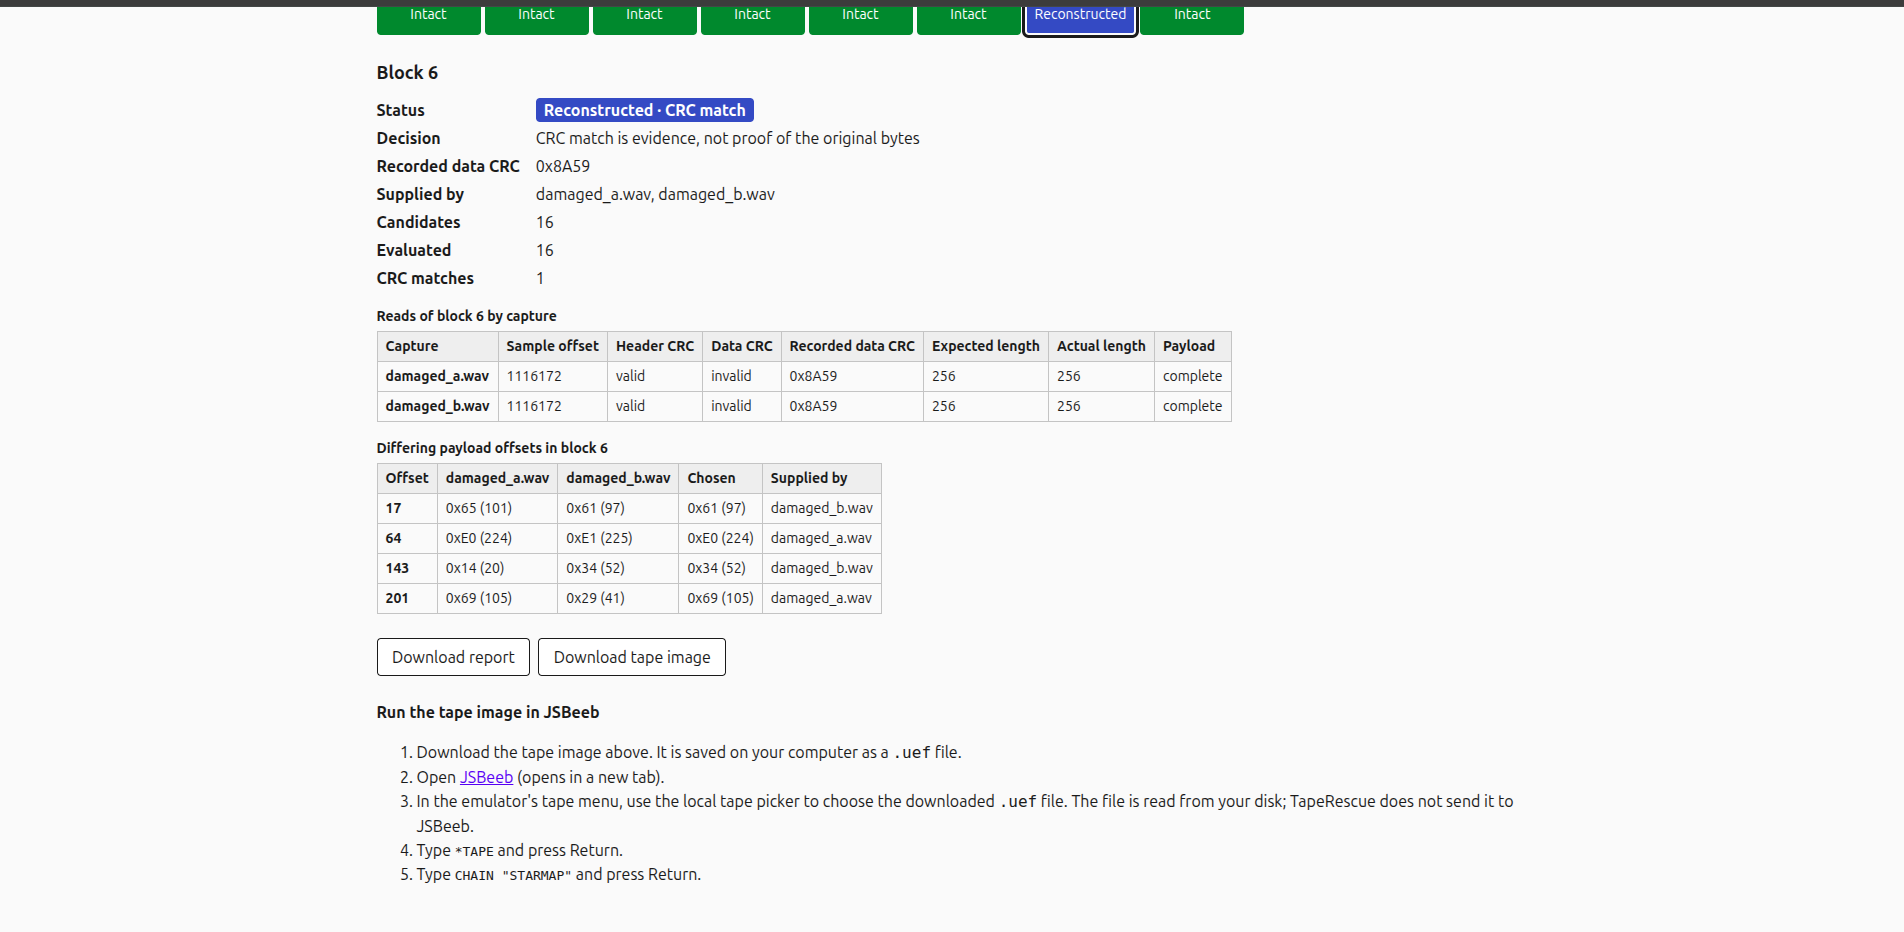 Intact Intact Intact Intact Intact Intact Reconstructed Intact
Block 6
Status Reconstructed · CRC match
Decision CRC match is evidence, not proof of the original bytes
Recorded data CRC 0x8A59
Supplied by damaged_a.wav, damaged_b.wav
Candidates 16
Evaluated 16
CRC matches 1
Reads of block 6 by capture
Capture Sample offset Header CRC Data CRC Recorded data CRC Expected length Actual length Payload
damaged_a.wav 1116172 valid invalid 0x8A59 256 256 complete
damaged_b.wav 1116172 valid invalid 0x8A59 256 256 complete
Differing payload offsets in block 6
Offset damaged_a.wav damaged_b.wav Chosen Supplied by
17 0x65 (101) 0x61 (97) 0x61 (97) damaged_b.wav
64 0xE0 (224) 0xE1 (225) 0xE0 (224) damaged_a.wav
143 0x14 (20) 0x34 (52) 0x34 (52) damaged_b.wav
201 0x69 (105) 0x29 (41) 0x69 (105) damaged_a.wav
Download report Download tape image
Run the tape image in JSBeeb
1. Download the tape image above. It is saved on your computer as a .uef file.
2. Open JSBeeb (opens in a new tab).
3. In the emulator's tape menu, use the local tape picker to choose the downloaded .uef file. The file is read from your disk; TapeRescue does not send it to
JSBeeb.
4. Type *TAPE and press Return.
5. Type CHAIN "STARMAP" and press Return.